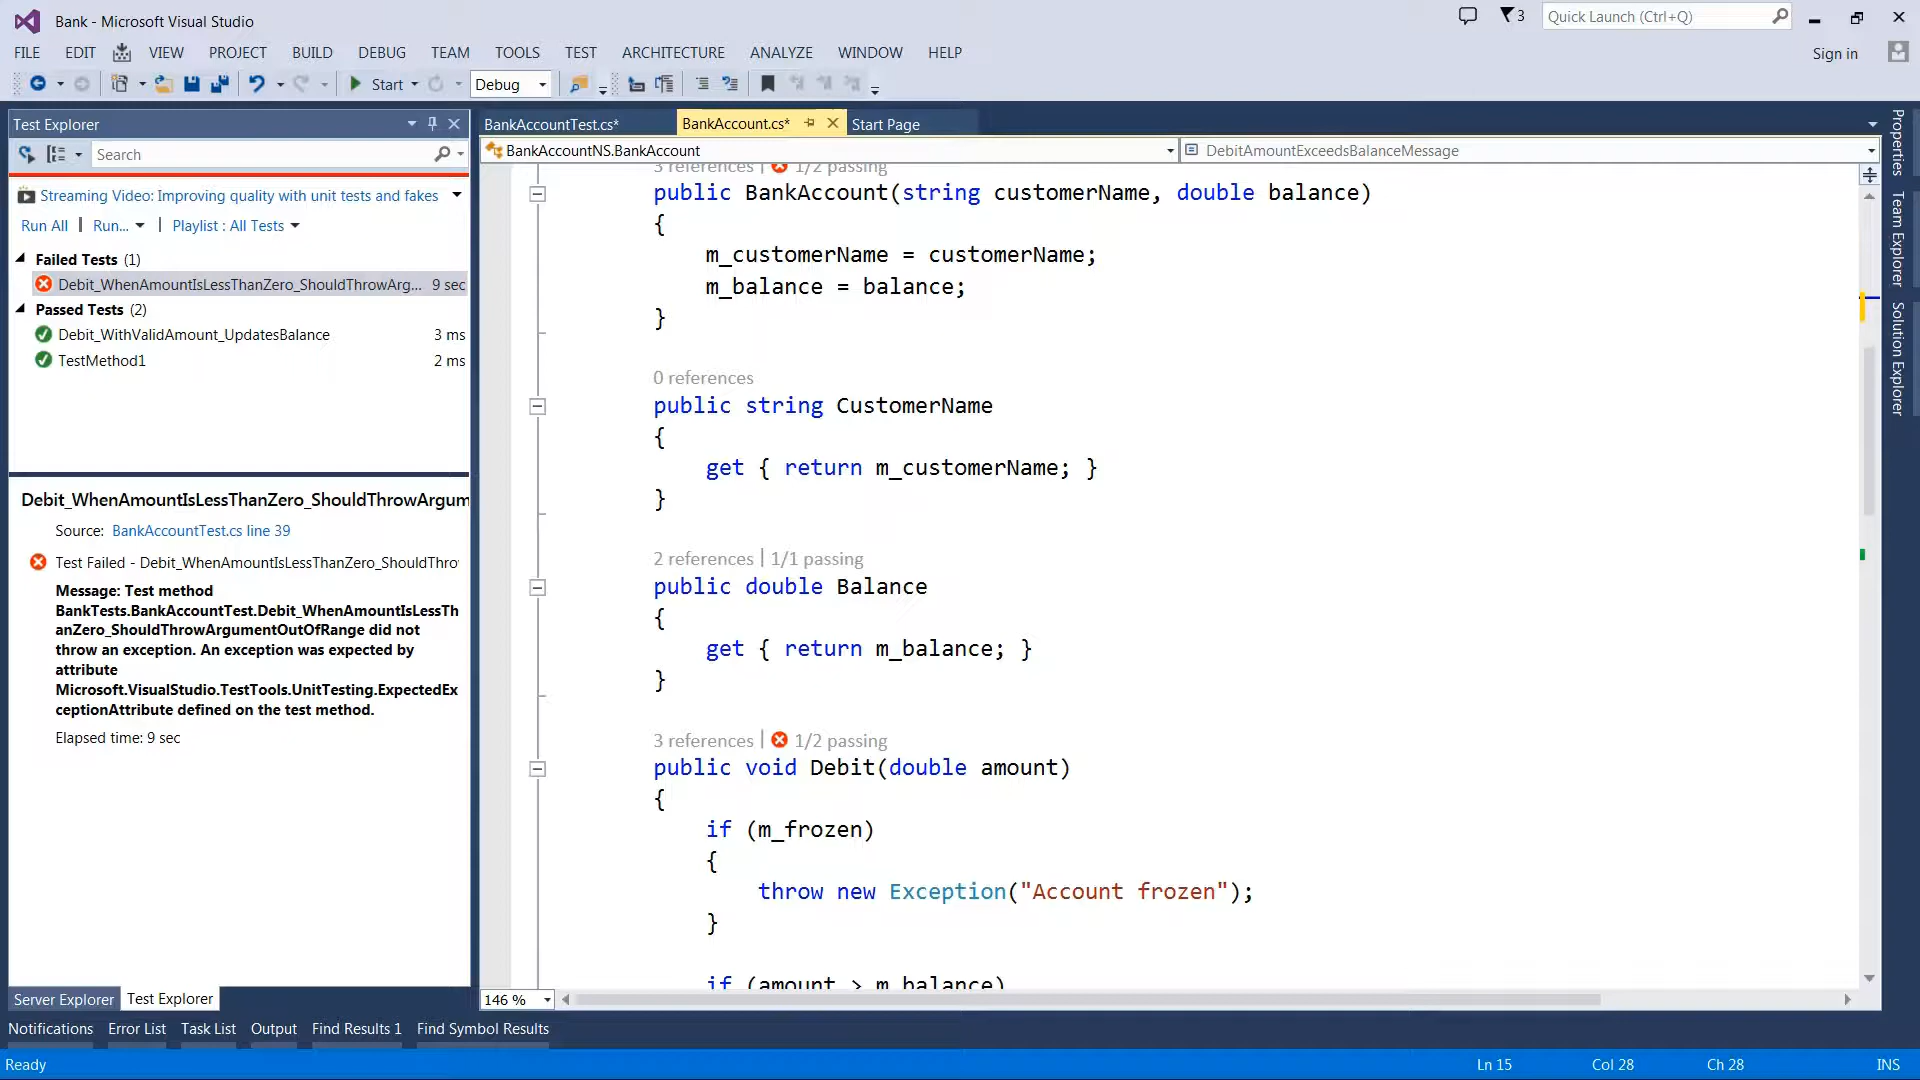 Bank - Microsoft Visual Studio
3
Quick Launch (Ctrl+Q)
FILE EDIT VIEW PROJECT BUILD DEBUG TEAM TOOLS TEST ARCHITECTURE ANALYZE WINDOW HELP
Sign in
Start
Debug
Test Explorer
Search
Streaming Video: Improving quality with unit tests and fakes
Run All | Run... | Playlist : All Tests
Failed Tests (1)
Debit_WhenAmountIsLessThanZero_ShouldThrowArg... 9 sec
Passed Tests (2)
Debit_WithValidAmount_UpdatesBalance 3 ms
TestMethod1 2 ms
Debit_WhenAmountIsLessThanZero_ShouldThrowArgum
Source: BankAccountTest.cs line 39
Test Failed - Debit_WhenAmountIsLessThanZero_ShouldThro
Message: Test method
BankTests.BankAccountTest.Debit_WhenAmountIsLessTh
anZero_ShouldThrowArgumentOutOfRange did not
throw an exception. An exception was expected by
attribute
Microsoft.VisualStudio.TestTools.UnitTesting.ExpectedEx
ceptionAttribute defined on the test method.
Elapsed time: 9 sec
Server Explorer Test Explorer
BankAccountTest.cs* BankAccount.cs* Start Page
BankAccountNS.BankAccount
DebitAmountExceedsBalanceMessage
3 references | 1/2 passing
public BankAccount(string customerName, double balance)
{
m_customerName = customerName;
m_balance = balance;
}
0 references
public string CustomerName
{
get { return m_customerName; }
}
2 references | 1/1 passing
public double Balance
{
get { return m_balance; }
}
3 references | 1/2 passing
public void Debit(double amount)
{
if (m_frozen)
{
throw new Exception("Account frozen");
}
if (amount > m_balance)
146 %
Properties
Team Explorer
Solution Explorer
Notifications Error List Task List Output Find Results 1 Find Symbol Results
Ready
Ln 15 Col 28 Ch 28 INS